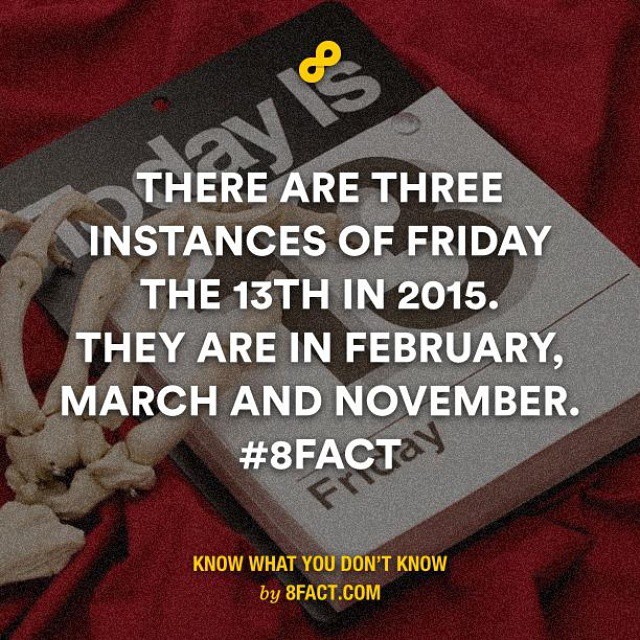 Today Is
13
THERE ARE THREE
INSTANCES OF FRIDAY
THE 13TH IN 2015.
THEY ARE IN FEBRUARY,
MARCH AND NOVEMBER.
#8FACT
Friday
KNOW WHAT YOU DON'T KNOW
by 8FACT.COM